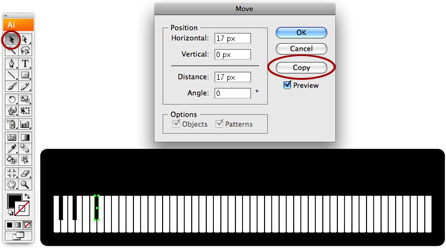 Ai
T
Move
Position
Horizontal: 17 px
Vertical: 0 px
Distance: 17 px
Angle: 0 °
Options
Objects Patterns
OK
Cancel
Copy
Preview